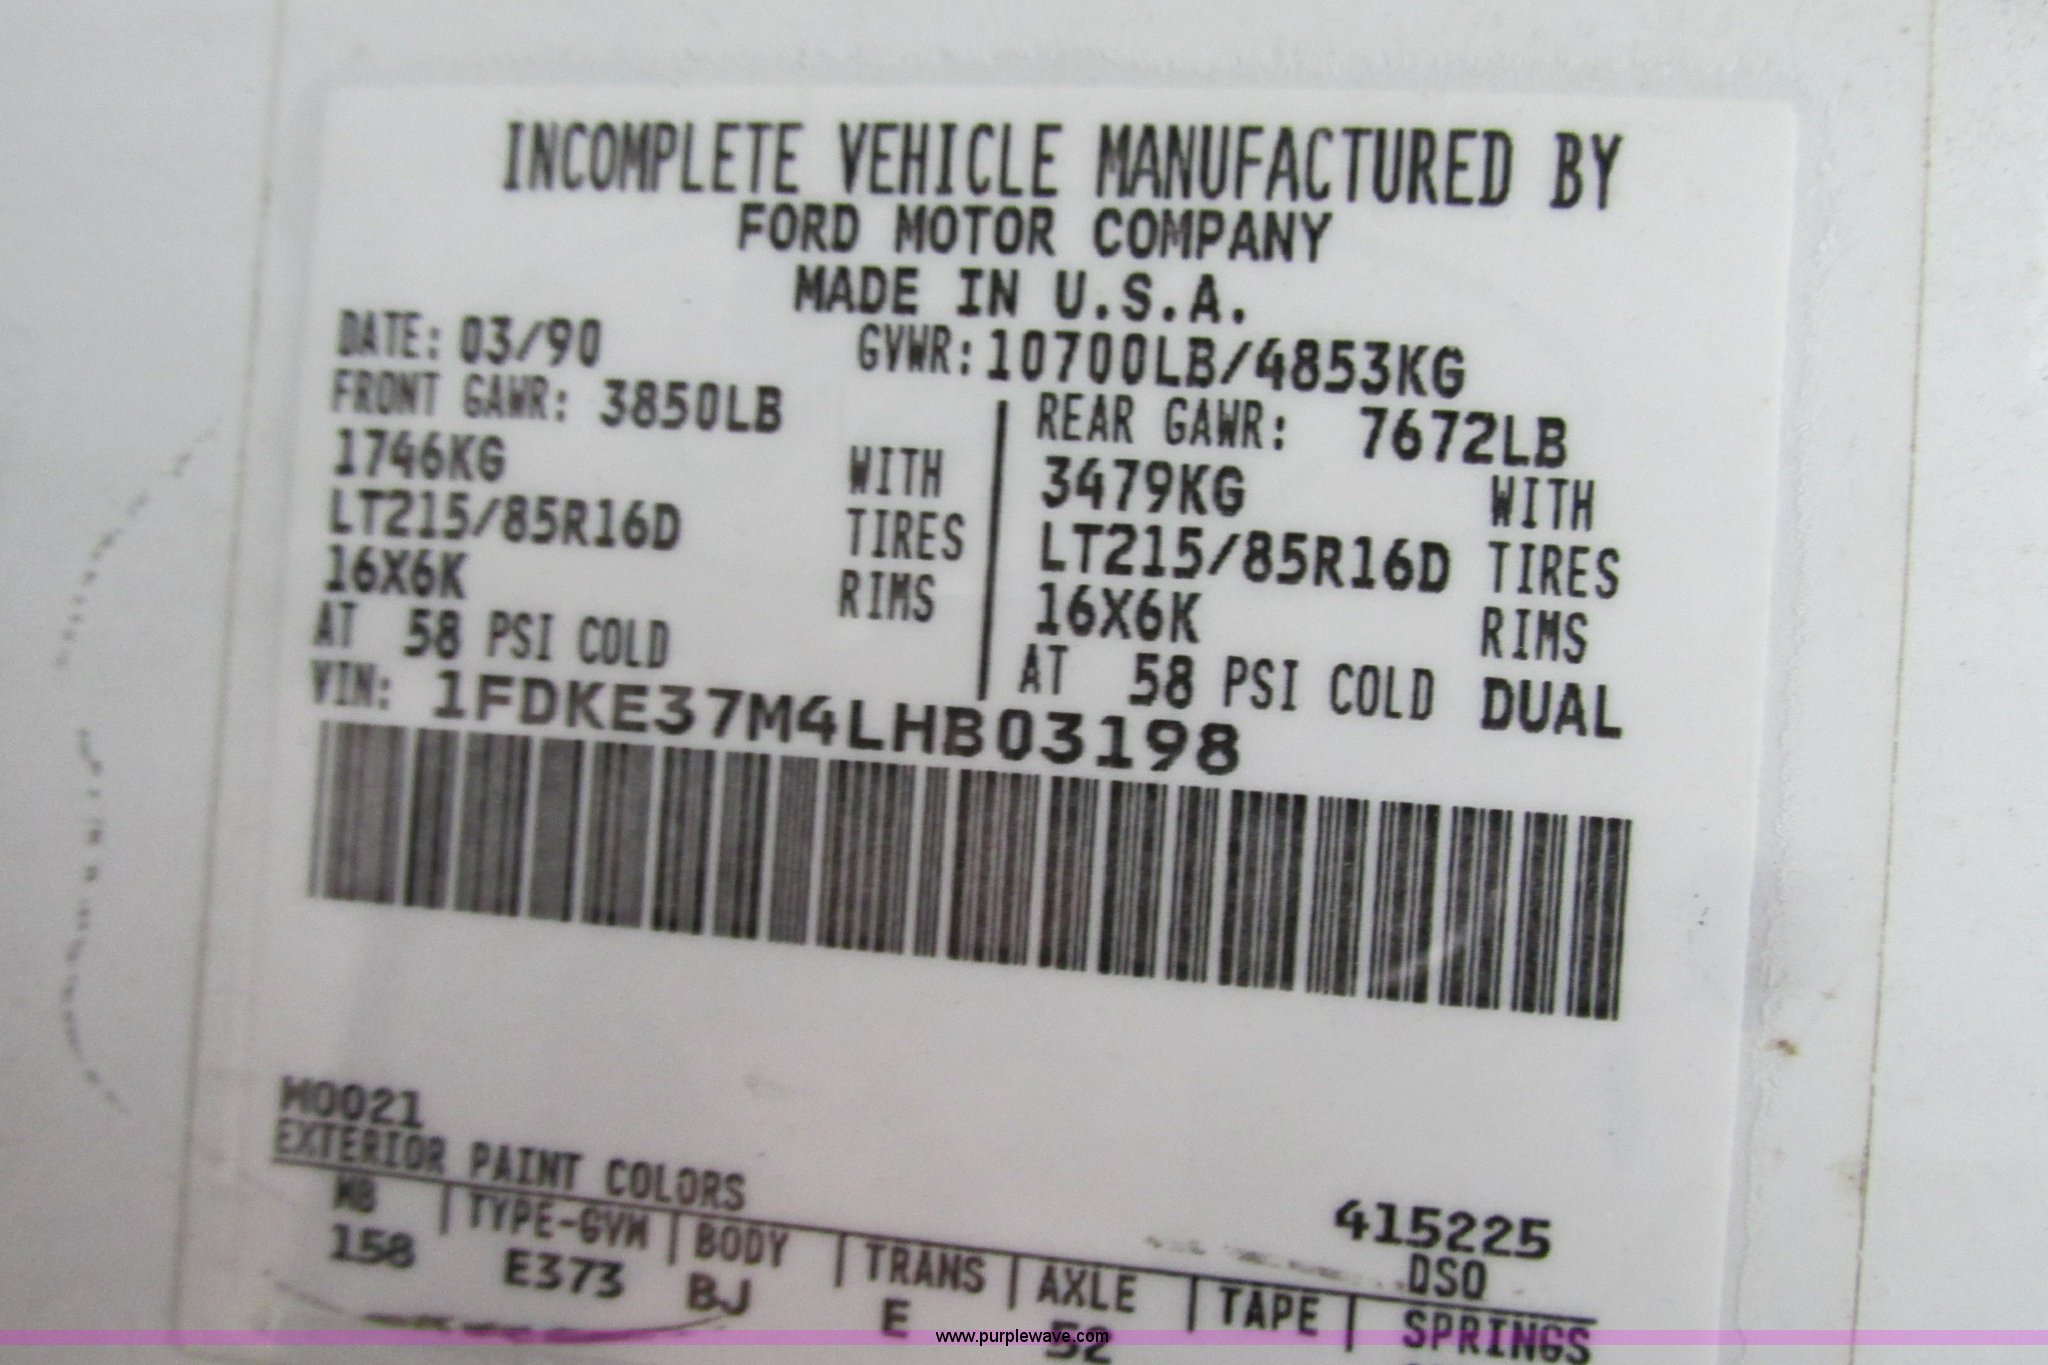 INCOMPLETE VEHICLE MANUFACTURED BY
FORD MOTOR COMPANY
MADE IN U.S.A.
DATE: 03/90 GVWR: 10700LB/4853KG
FRONT GAWR: 3850LB
1746KG WITH
LT215/85R16D TIRES
16X6K RIMS
AT 58 PSI COLD
REAR GAWR: 7672LB
3479KG WITH
LT215/85R16D TIRES
16X6K RIMS
AT 58 PSI COLD DUAL
VIN: 1FDKE37M4LHB03198
M0021
EXTERIOR PAINT COLORS
415225
DSO
WB TYPE-GVM BODY TRANS AXLE TAPE SPRINGS
158 E373 BJ E 52
www.purplewave.com